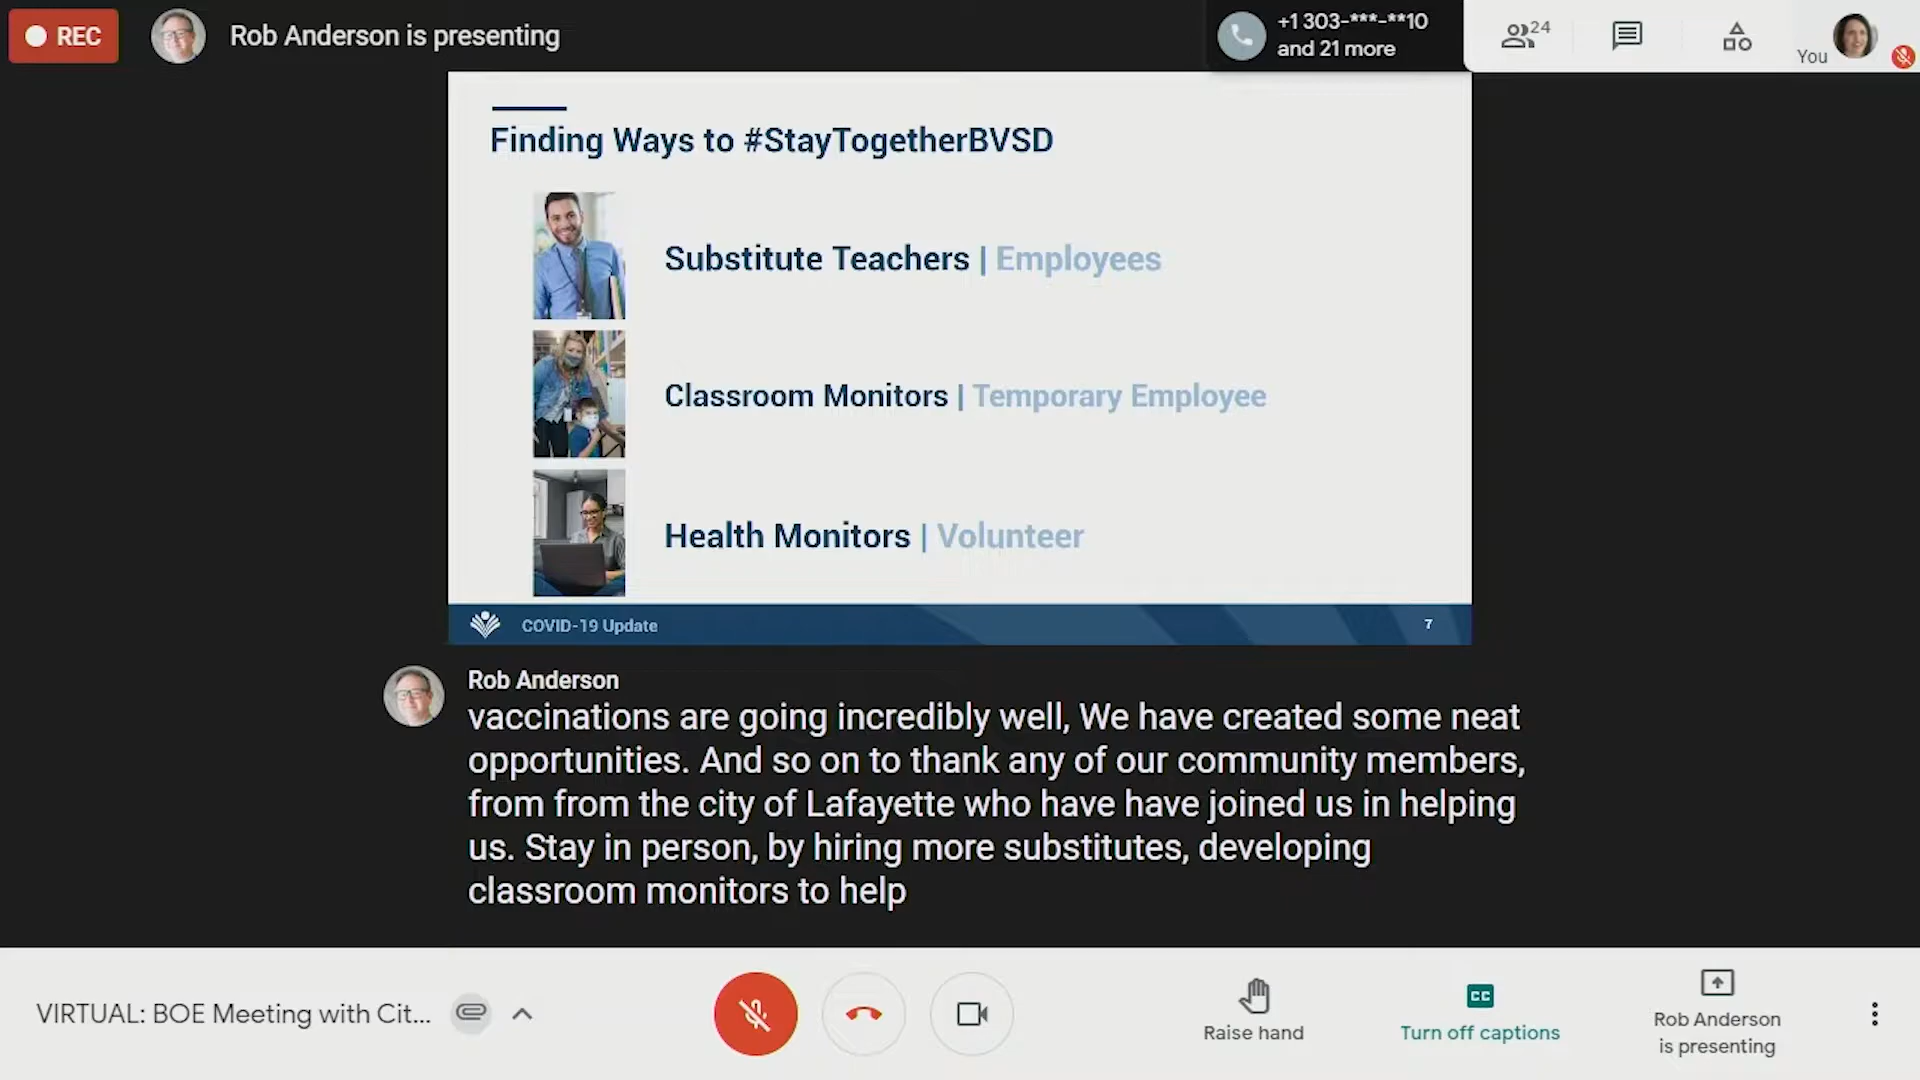 REC
Rob Anderson is presenting
+1 303-***-**10
and 21 more
24
You
Finding Ways to #StayTogetherBVSD
Substitute Teachers | Employees
Classroom Monitors | Temporary Employee
Health Monitors | Volunteer
COVID-19 Update
7
Rob Anderson
vaccinations are going incredibly well, We have created some neat
opportunities. And so on to thank any of our community members,
from from the city of Lafayette who have have joined us in helping
us. Stay in person, by hiring more substitutes, developing
classroom monitors to help
VIRTUAL: BOE Meeting with Cit...
Raise hand
CC
Turn off captions
Rob Anderson
is presenting